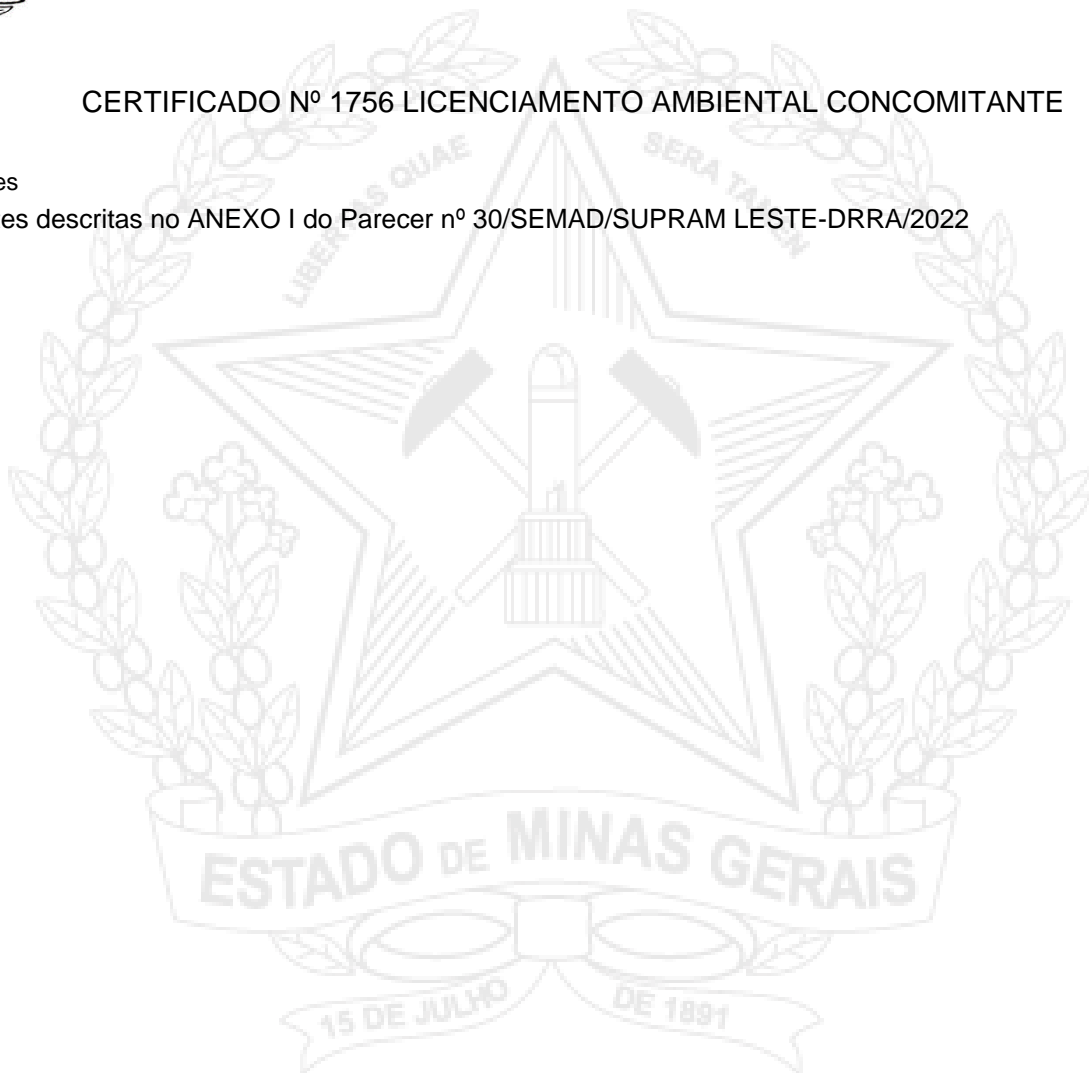 CERTIFICADO Nº 1756 LICENCIAMENTO AMBIENTAL CONCOMITANTE
es
es descritas no ANEXO I do Parecer nº 30/SEMAD/SUPRAM LESTE-DRRA/2022
LIBERTAS QUAE SERA TAMEN
ESTADO DE MINAS GERAIS
15 DE JULHO DE 1891